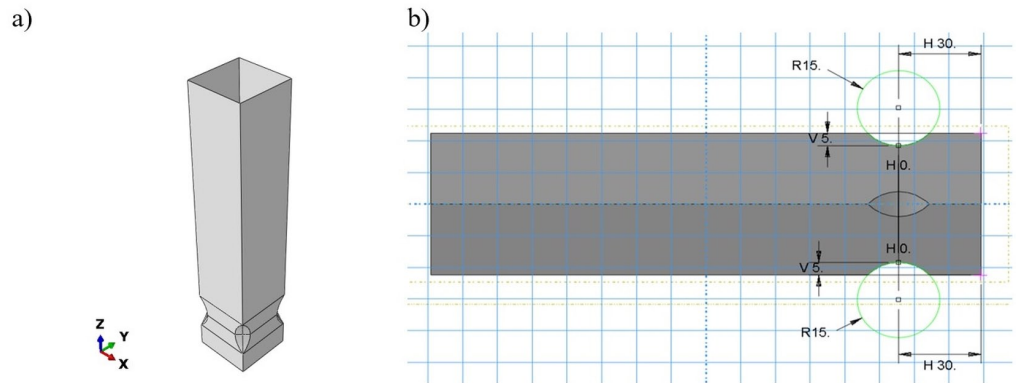 a)
b)
H 30.
R15.
V 5.
H 0.
H 0.
V 5.
R15.
H 30.
Z
Y
X